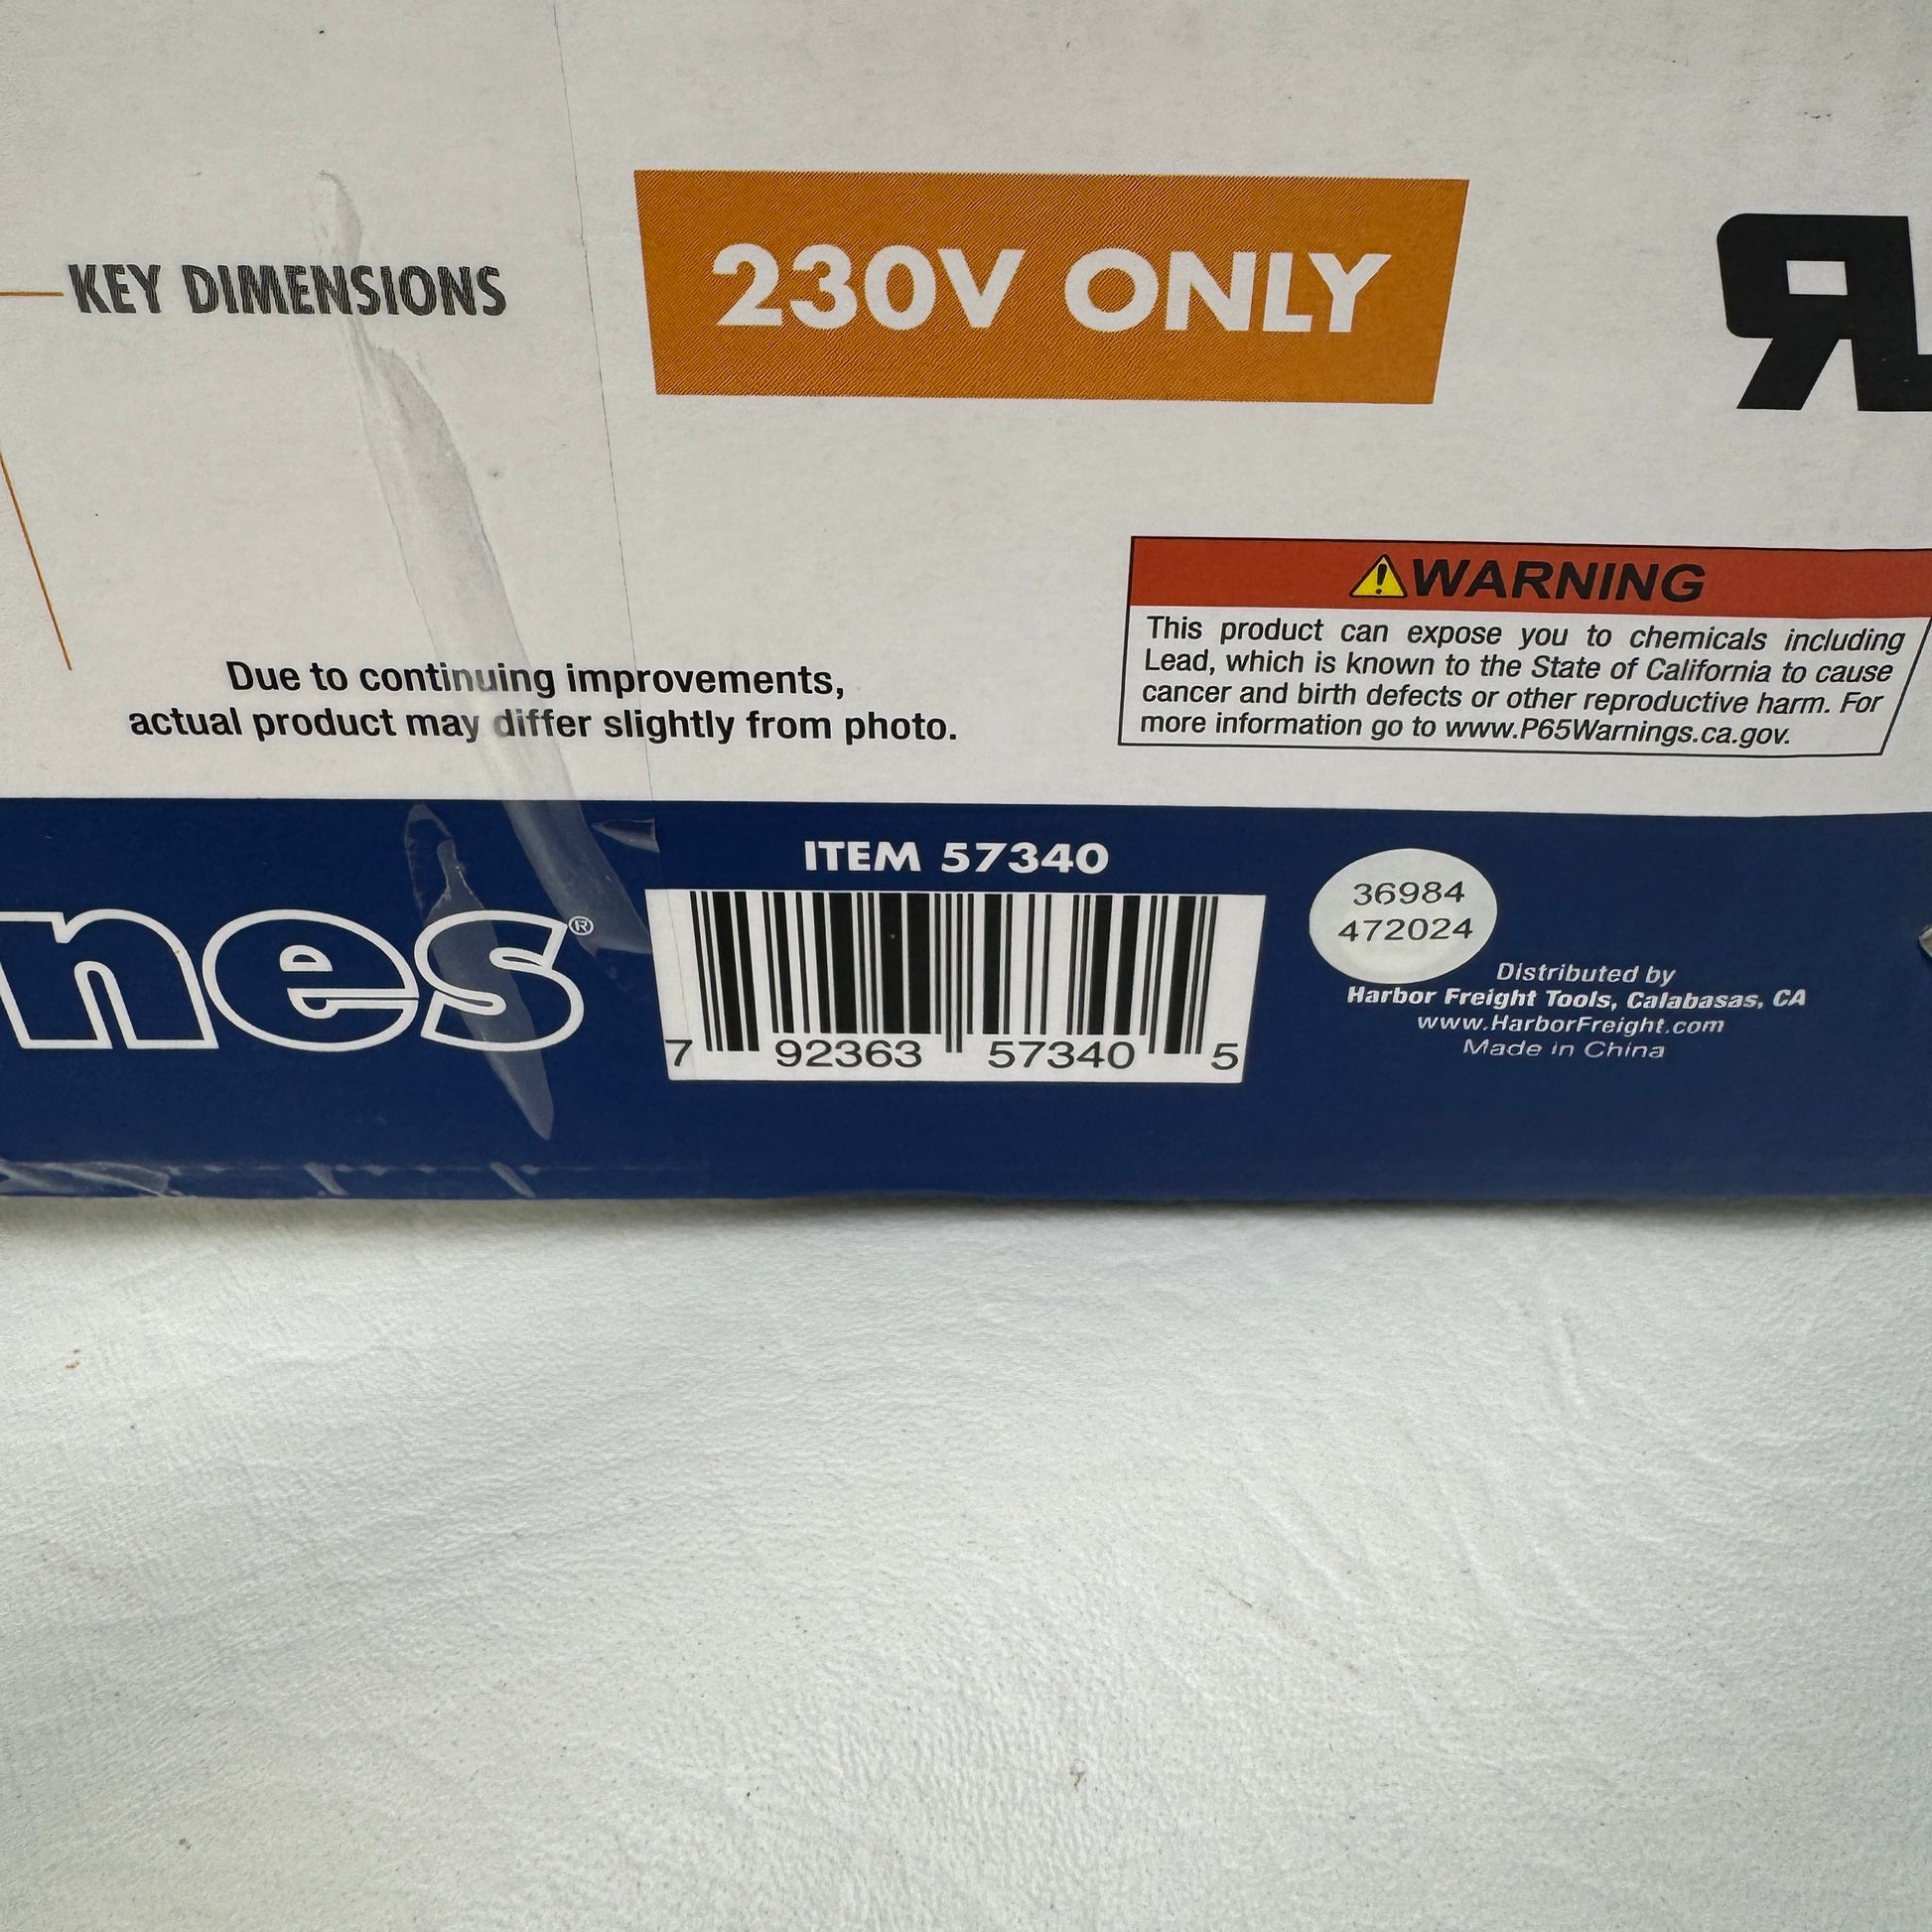 KEY DIMENSIONS
230V ONLY
WARNING
This product can expose you to chemicals including
Lead, which is known to the State of California to cause
cancer and birth defects or other reproductive harm. For
more information go to www.P65Warnings.ca.gov.
Due to continuing improvements,
actual product may differ slightly from photo.
nes®
ITEM 57340
7 92363 57340 5
36984
472024
Distributed by
Harbor Freight Tools, Calabasas, CA
www.HarborFreight.com
Made in China